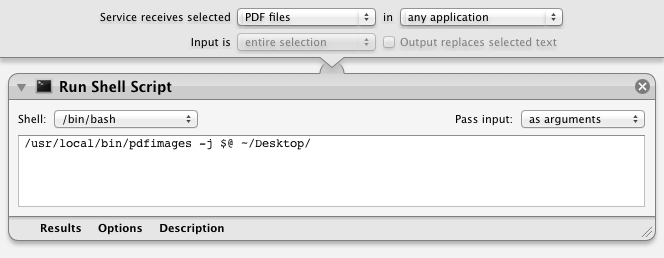 Service receives selected PDF files in any application
Input is entire selection Output replaces selected text
Run Shell Script
Shell: /bin/bash Pass input: as arguments
/usr/local/bin/pdfimages -j $@ ~/Desktop/
Results Options Description